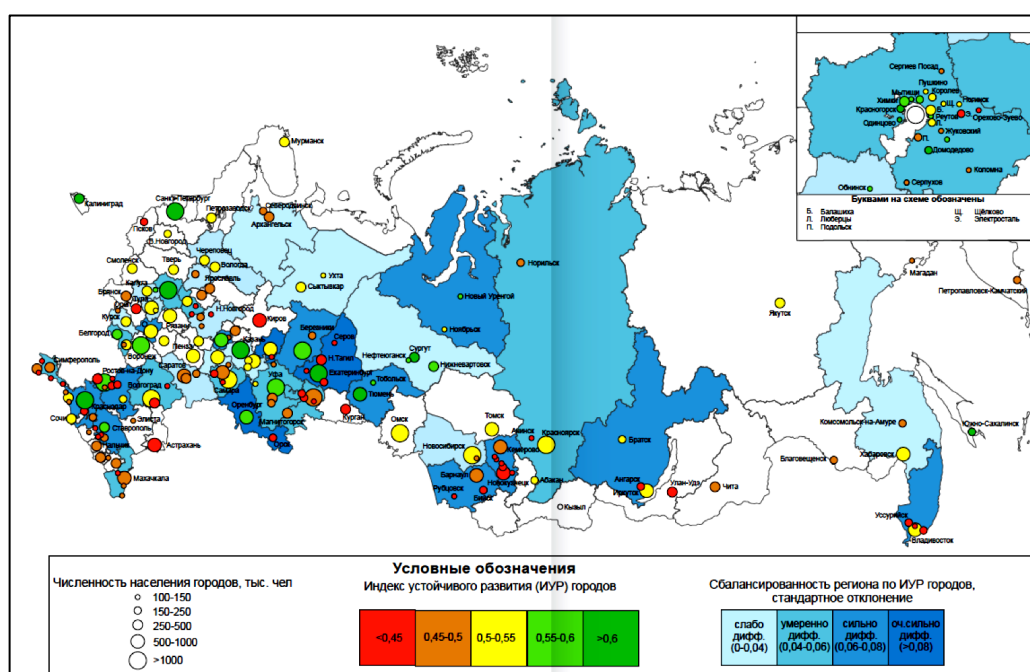 Сергиев Посад
Пушкино
Мытищи
Королев
Химки
Щ.
Красногорск
Б.
Реутов
Э.
Орехово-Зуево
Одинцово
Л.
П.
Жуковский
Домодедово
Коломна
Обнинск
Серпухов
Буквами на схеме обозначены
Б. Балашиха
Щ. Щёлково
Л. Люберцы
Э. Электросталь
П. Подольск
Мурманск
Калининград
Санкт-Петербург
Петрозаводск
Северодвинск
Архангельск
Псков
В.Новгород
Череповец
Смоленск
Тверь
Вологда
Ухта
Сыктывкар
Норильск
Новый Уренгой
Ноябрьск
Магадан
Петропавловск-Камчатский
Якутск
Калуга
Ярославль
Брянск
Тула
Орел
Н.Новгород
Киров
Курск
Рязань
Березники
Серов
Белгород
Казань
Н.Тагил
Нефтеюганск
Сургут
Нижневартовск
Воронеж
Пенза
Екатеринбург
Тобольск
Симферополь
Саратов
Уфа
Тюмень
Ростов-на-Дону
Волгоград
Самара
Оренбург
Магнитогорск
Курган
Краснодар
Сочи
Элиста
Ставрополь
Орск
Астрахань
Нальчик
Махачкала
Омск
Томск
Ачинск
Красноярск
Братск
Новосибирск
Кемерово
Барнаул
Новокузнецк
Абакан
Рубцовск
Бийск
Кызыл
Ангарск
Иркутск
Улан-Удэ
Чита
Комсомольск-на-Амуре
Южно-Сахалинск
Благовещенск
Хабаровск
Уссурийск
Владивосток
Условные обозначения
Численность населения городов, тыс. чел
100-150
150-250
250-500
500-1000
>1000
Индекс устойчивого развития (ИУР) городов
<0,45
0,45-0,5
0,5-0,55
0,55-0,6
>0,6
Сбалансированность региона по ИУР городов,
стандартное отклонение
слабо
дифф.
(0-0,04)
умеренно
дифф.
(0,04-0,06)
сильно
дифф.
(0,06-0,08)
оч.сильно
дифф.
(>0,08)